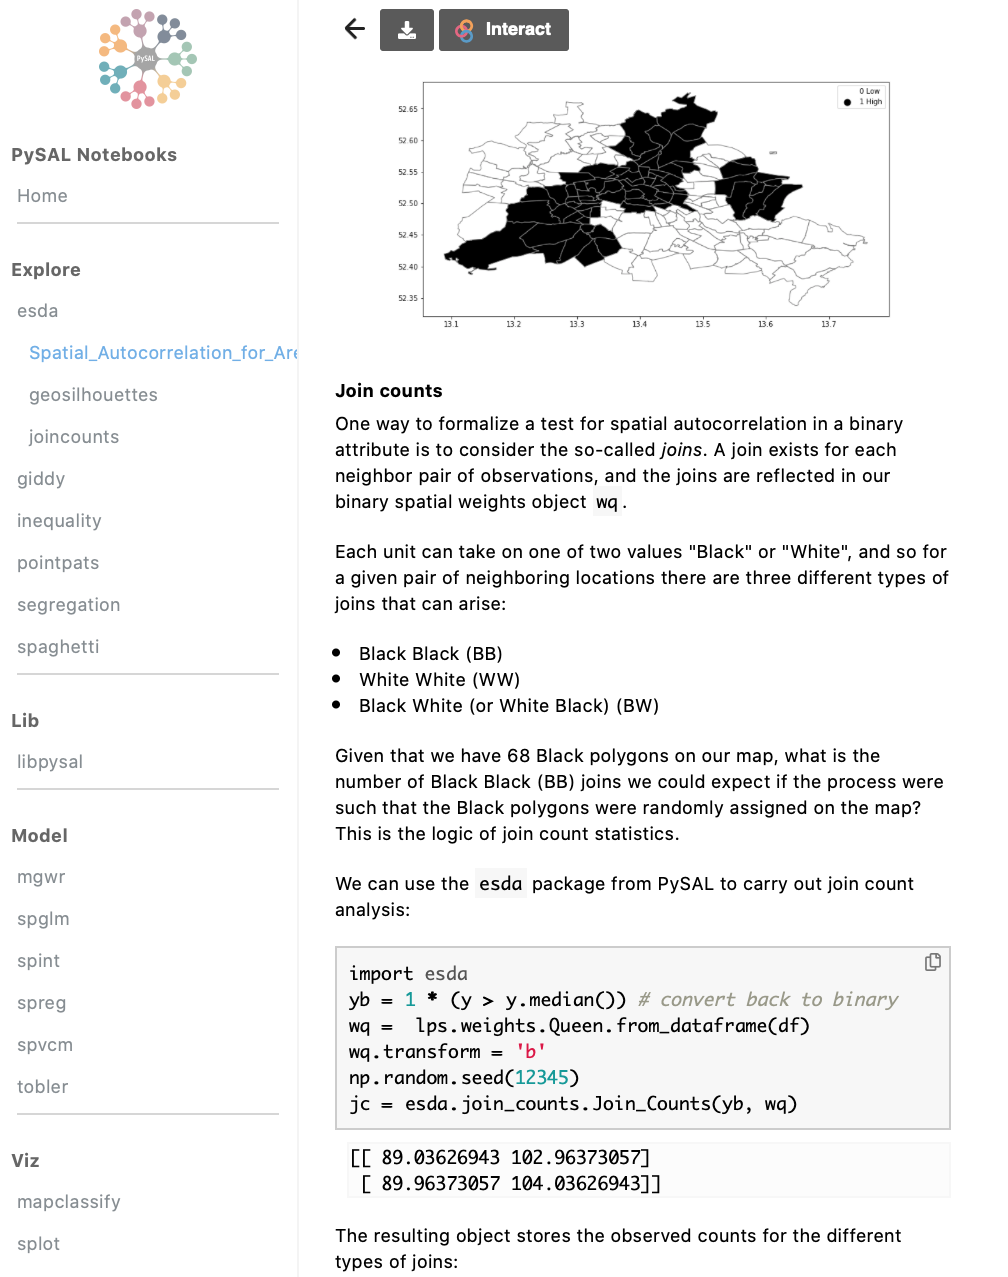 PySAL
Interact
0 Low
1 High
52.65
52.60
52.55
52.50
52.45
52.40
52.35
13.1 13.2 13.3 13.4 13.5 13.6 13.7
PySAL Notebooks
Home
Explore
esda
Spatial_Autocorrelation_for_Are
geosilhouettes
joincounts
giddy
inequality
pointpats
segregation
spaghetti
Lib
libpysal
Model
mgwr
spglm
spint
spreg
spvcm
tobler
Viz
mapclassify
splot
Join counts
One way to formalize a test for spatial autocorrelation in a binary
attribute is to consider the so-called joins. A join exists for each
neighbor pair of observations, and the joins are reflected in our
binary spatial weights object wq.
Each unit can take on one of two values "Black" or "White", and so for
a given pair of neighboring locations there are three different types of
joins that can arise:
• Black Black (BB)
• White White (WW)
• Black White (or White Black) (BW)
Given that we have 68 Black polygons on our map, what is the
number of Black Black (BB) joins we could expect if the process were
such that the Black polygons were randomly assigned on the map?
This is the logic of join count statistics.
We can use the esda package from PySAL to carry out join count
analysis:
import esda
yb = 1 * (y > y.median()) # convert back to binary
wq =  lps.weights.Queen.from_dataframe(df)
wq.transform = 'b'
np.random.seed(12345)
jc = esda.join_counts.Join_Counts(yb, wq)
[[ 89.03626943 102.96373057]
[ 89.96373057 104.03626943]]
The resulting object stores the observed counts for the different
types of joins: